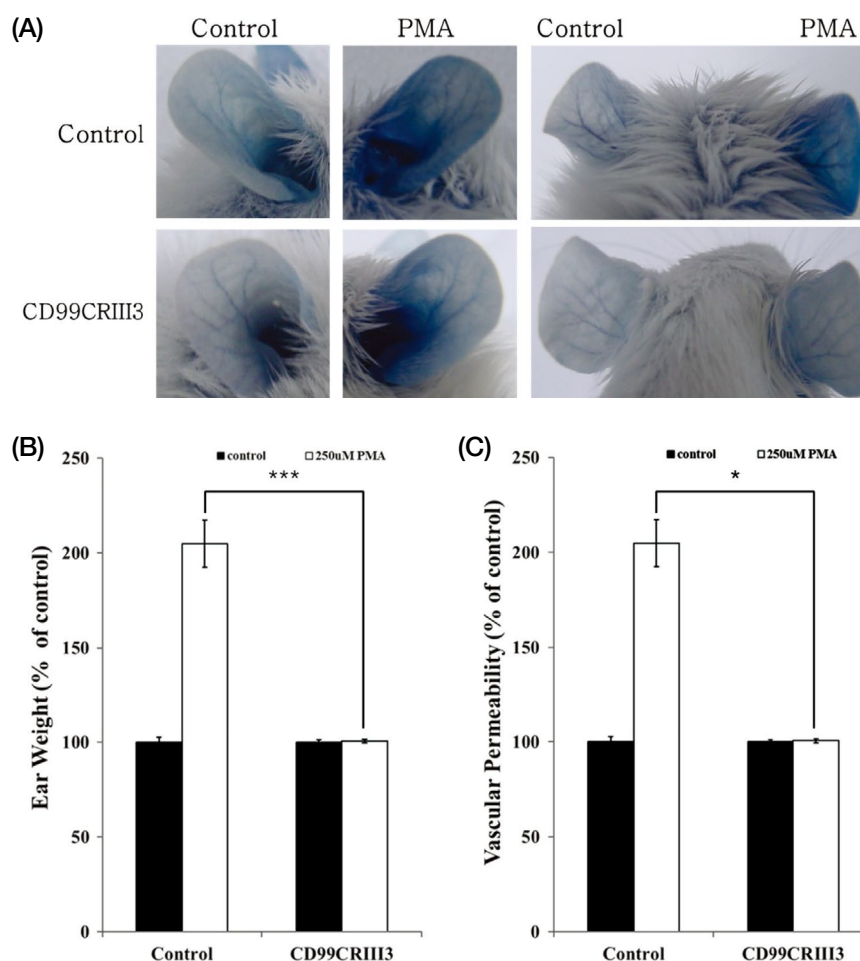 (A)
Control PMA Control PMA
Control
CD99CRIII3
(B)
control 250uM PMA
***
Ear Weight (% of control)
250
200
150
100
50
0
Control CD99CRIII3
(C)
control 250uM PMA
*
Vascular Permeability (% of control)
250
200
150
100
50
0
Control CD99CRIII3